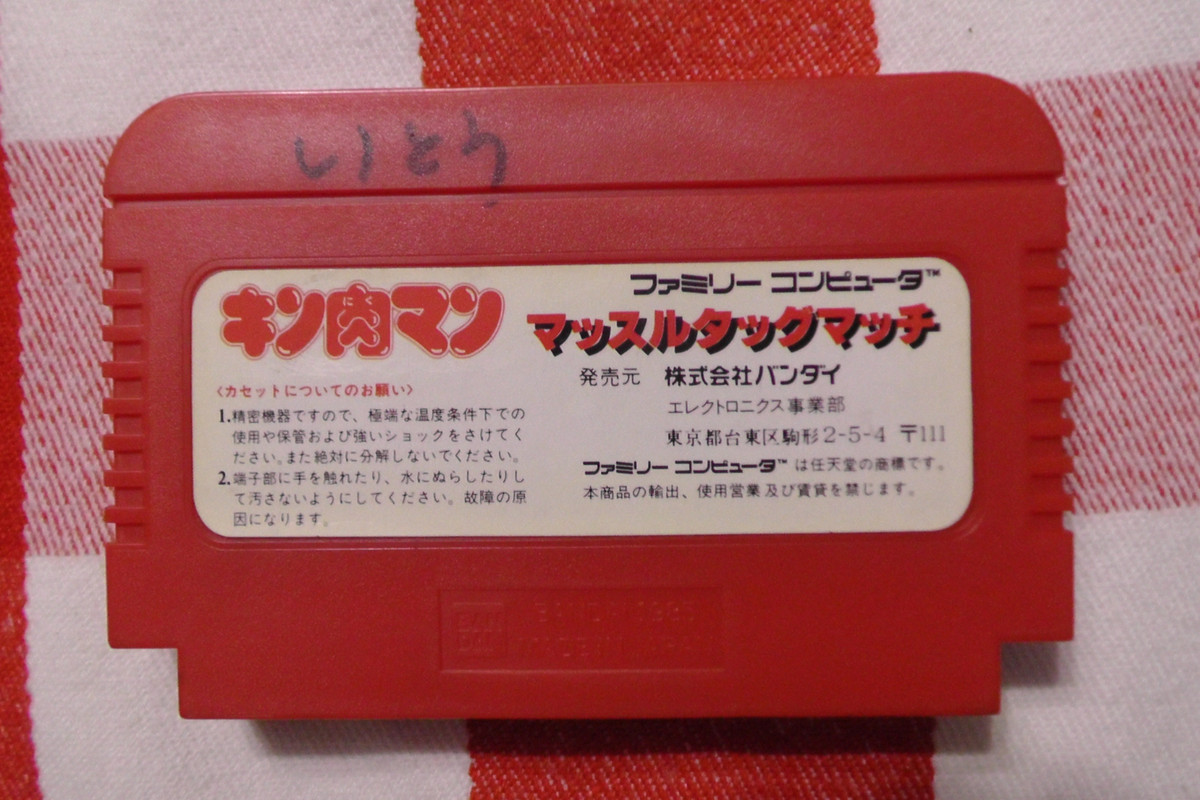 いとう
キン肉マン
にく
ファミリー コンピュータ™
マッスルタッグマッチ
発売元 株式会社バンダイ
エレクトロニクス事業部
東京都台東区駒形2-5-4 〒111
ファミリー コンピュータ™ は任天堂の商標です。
本商品の輸出、使用営業及び賃貸を禁じます。
〈カセットについてのお願い〉
1.精密機器ですので、極端な温度条件下での
使用や保管および強いショックをさけてく
ださい。また絶対に分解しないでください。
2.端子部に手を触れたり、水にぬらしたりし
て汚さないようにしてください。故障の原
因になります。
BAN
DAI
BANDAI 1985
MADE IN JAPAN